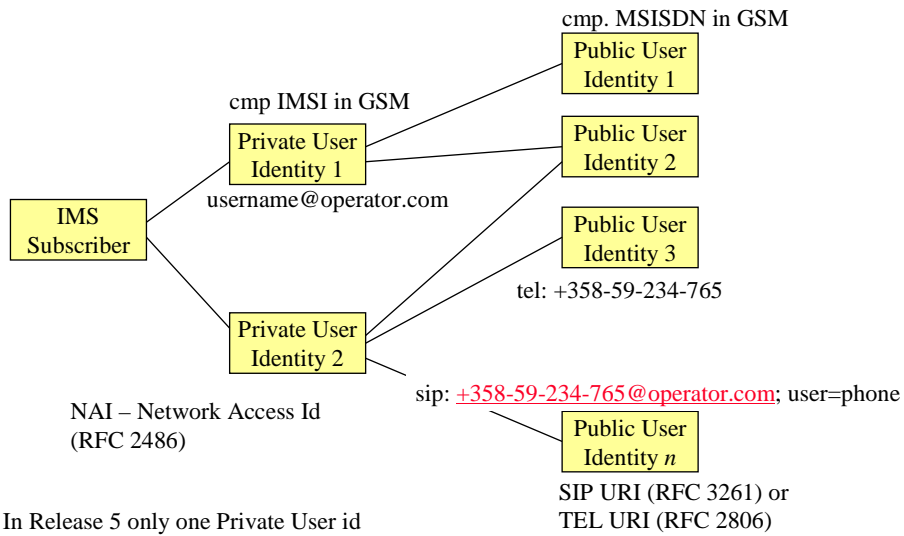 cmp. MSISDN in GSM
Public User
Identity 1
cmp IMSI in GSM
Private User
Identity 1
username@operator.com
Public User
Identity 2
IMS
Subscriber
Public User
Identity 3
tel: +358-59-234-765
Private User
Identity 2
sip: +358-59-234-765@operator.com; user=phone
NAI – Network Access Id
(RFC 2486)
Public User
Identity n
SIP URI (RFC 3261) or
TEL URI (RFC 2806)
In Release 5 only one Private User id